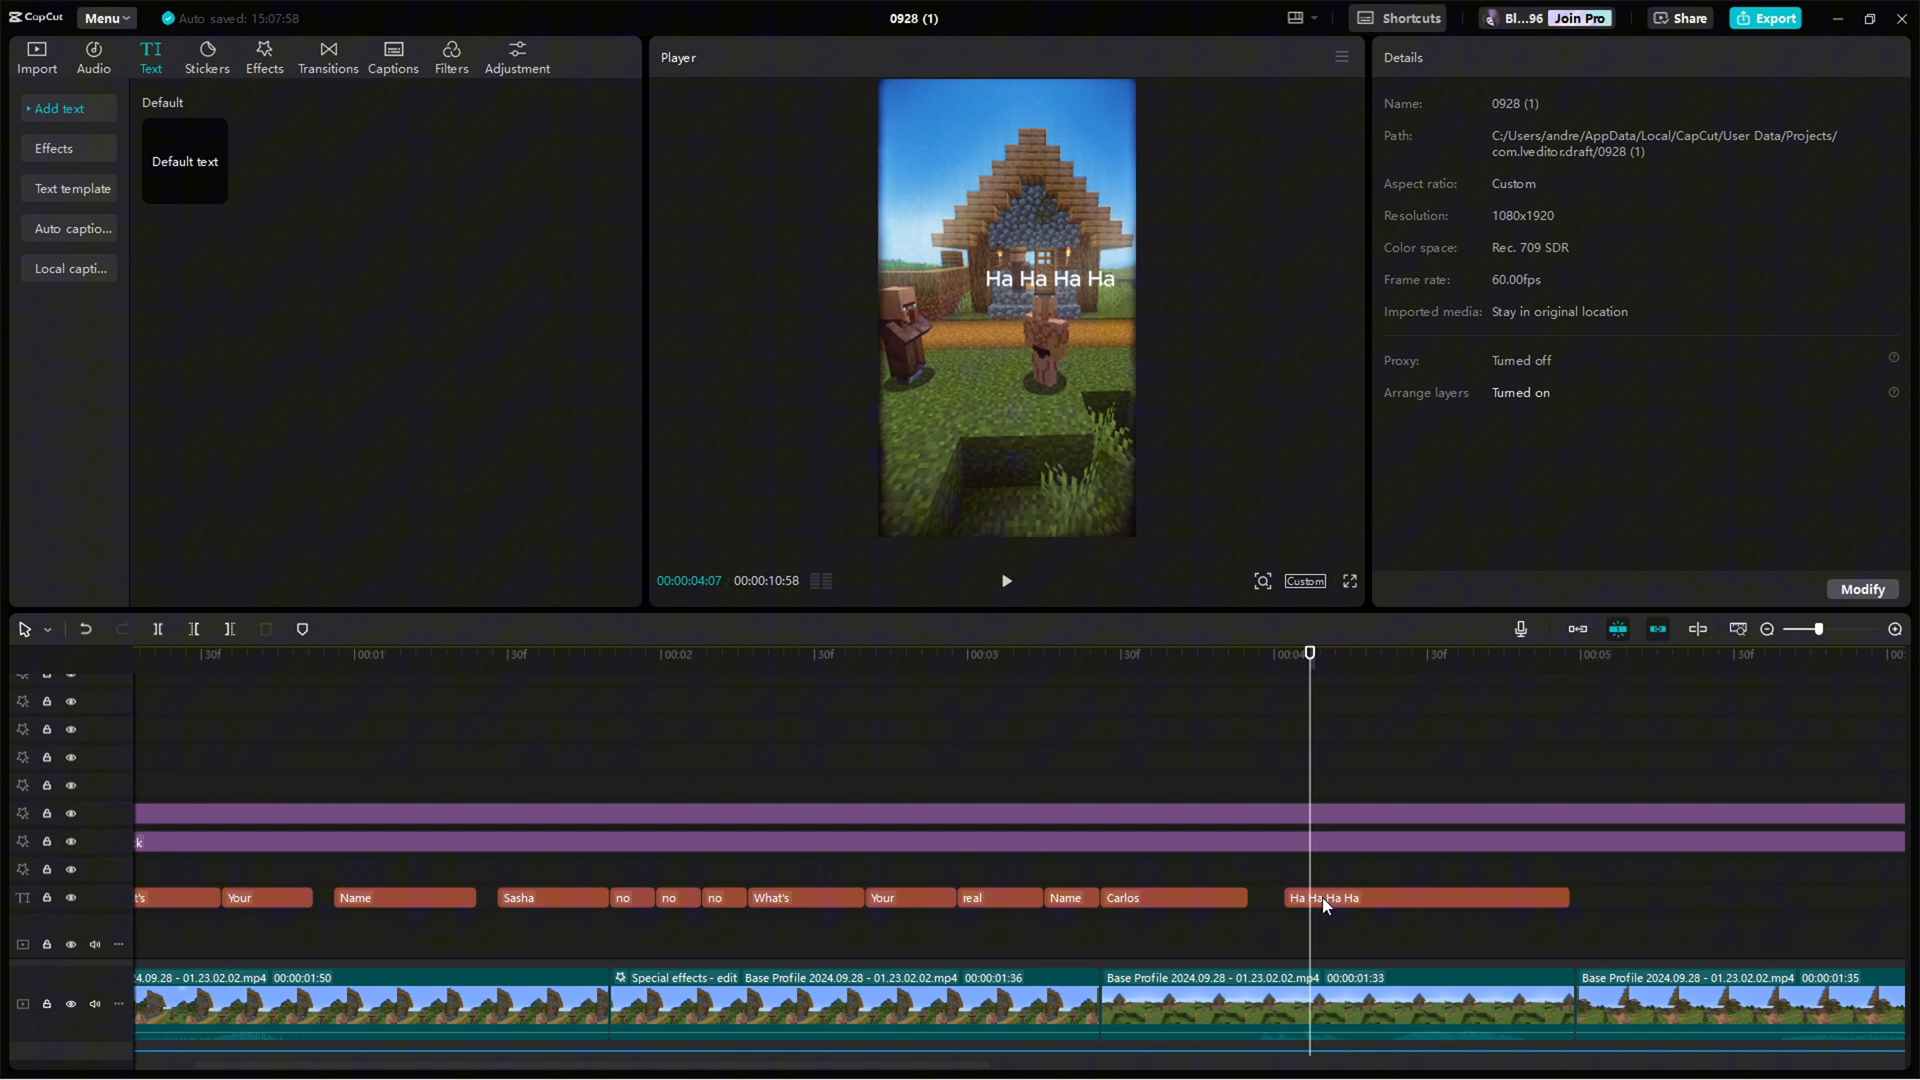 CapCut
Menu
Auto saved: 15:07:58
0928 (1)
Shortcuts
Bl...96
Join Pro
Share
Export
Import
Audio
TI
Text
Stickers
Effects
Transitions
Captions
Filters
Adjustment
Add text
Effects
Text template
Auto captio...
Local capti...
Default
Default text
Player
Ha Ha Ha Ha
00:00:04:07
00:00:10:58
Custom
Details
Name: 0928 (1)
Path: C:/Users/andre/AppData/Local/CapCut/User Data/Projects/
com.lveditor.draft/0928 (1)
Aspect ratio: Custom
Resolution: 1080x1920
Color space: Rec. 709 SDR
Frame rate: 60.00fps
Imported media: Stay in original location
Proxy: Turned off
Arrange layers Turned on
Modify
30f 00:01 30f 00:02 30f 00:03 30f 00:04 30f 00:05 30f 00:
k
TI
t's Your Name Sasha no no no What's Your real Name Carlos Ha Ha Ha Ha
4.09.28 - 01.23.02.02.mp4 00:00:01:50
Special effects - edit Base Profile 2024.09.28 - 01.23.02.02.mp4 00:00:01:36
Base Profile 2024.09.28 - 01.23.02.02.mp4 00:00:01:33
Base Profile 2024.09.28 - 01.23.02.02.mp4 00:00:01:35